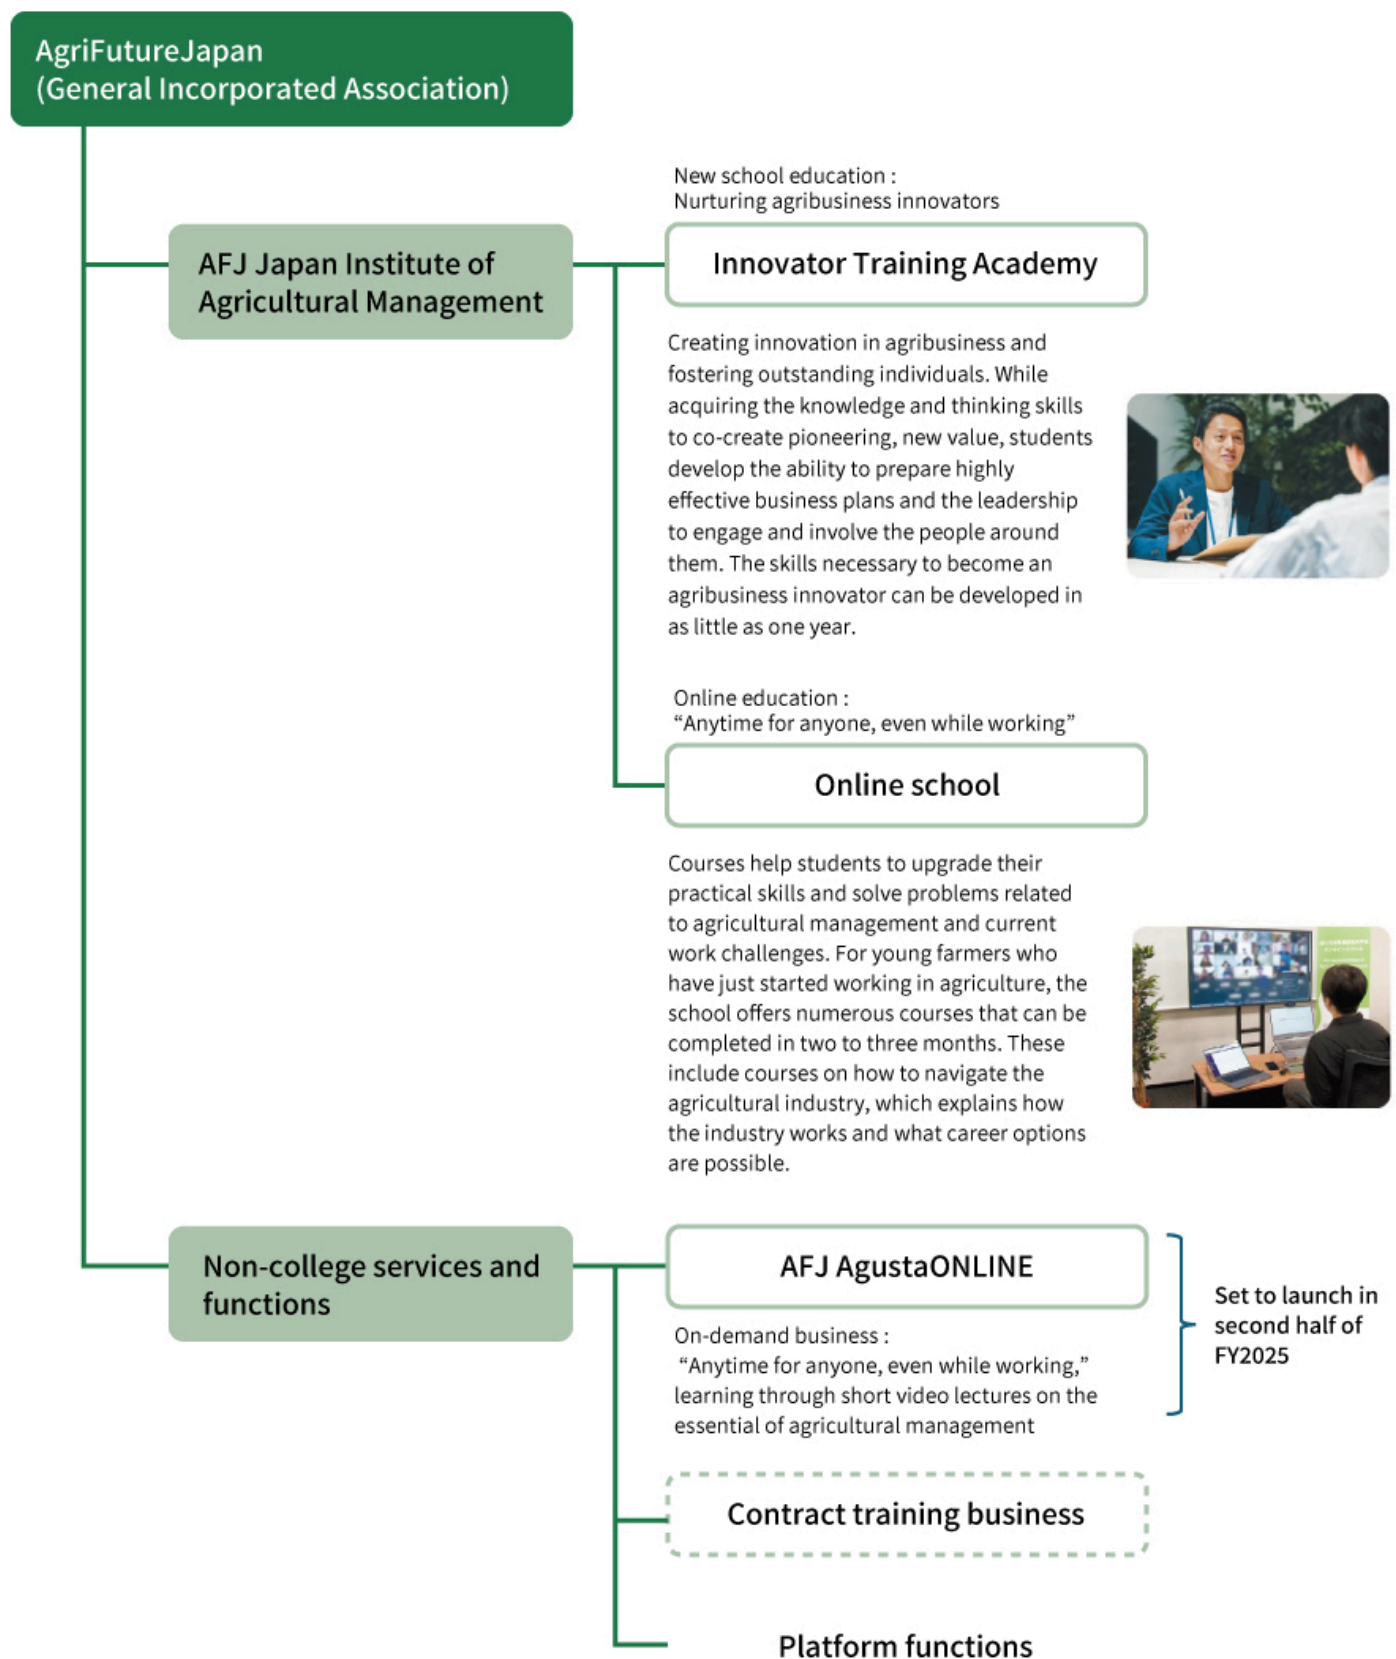 AgriFutureJapan
(General Incorporated Association)
New school education :
Nurturing agribusiness innovators
AFJ Japan Institute of
Agricultural Management
Innovator Training Academy
Creating innovation in agribusiness and
fostering outstanding individuals. While
acquiring the knowledge and thinking skills
to co-create pioneering, new value, students
develop the ability to prepare highly
effective business plans and the leadership
to engage and involve the people around
them. The skills necessary to become an
agribusiness innovator can be developed in
as little as one year.
Online education :
“Anytime for anyone, even while working”
Online school
Courses help students to upgrade their
practical skills and solve problems related
to agricultural management and current
work challenges. For young farmers who
have just started working in agriculture, the
school offers numerous courses that can be
completed in two to three months. These
include courses on how to navigate the
agricultural industry, which explains how
the industry works and what career options
are possible.
Non-college services and
functions
AFJ AgustaONLINE
On-demand business :
“Anytime for anyone, even while working,”
learning through short video lectures on the
essential of agricultural management
Set to launch in
second half of
FY2025
Contract training business
Platform functions